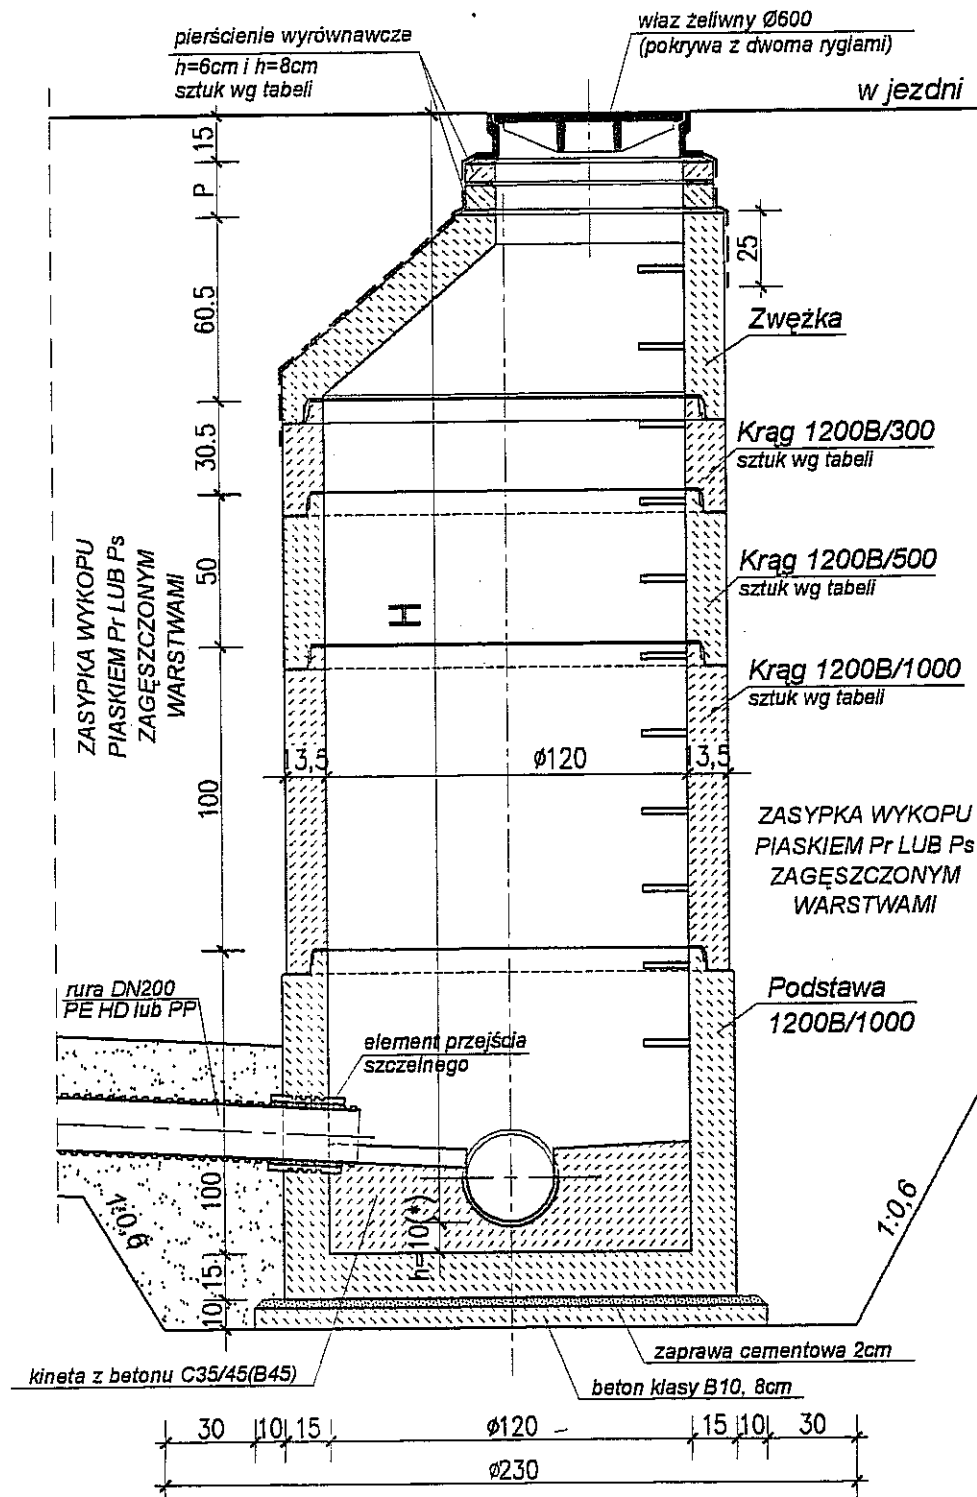 pierścienie wyrównawcze
h=6cm i h=8cm
sztuk wg tabeli
właz żeliwny Ø600
(pokrywa z dwoma ryglami)
w jezdni
15
P
60.5
30.5
50
100
100
15
10
25
Zwężka
Krąg 1200B/300
sztuk wg tabeli
Krąg 1200B/500
sztuk wg tabeli
Krąg 1200B/1000
sztuk wg tabeli
H
ZASYPKA WYKOPU
PIASKIEM Pr LUB Ps
ZAGĘSZCZONYM
WARSTWAMI
13,5
Ø120
13,5
ZASYPKA WYKOPU
PIASKIEM Pr LUB Ps
ZAGĘSZCZONYM
WARSTWAMI
rura DN200
PE HD lub PP
element przejścia
szczelnego
Podstawa
1200B/1000
1:0,6
h=10(*)
1:0,6
zaprawa cementowa 2cm
kineta z betonu C35/45(B45)
beton klasy B10, 8cm
30 10 15 Ø120 15 10 30
Ø230